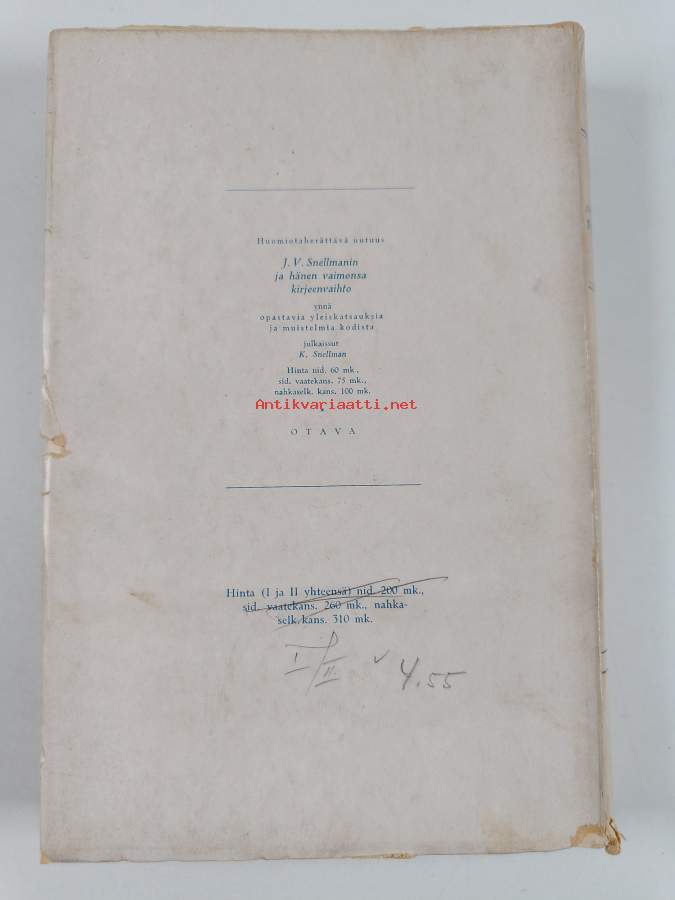 Huomiotaherättävä uutuus
J. V. Snellmanin
ja hänen vaimonsa
kirjeenvaihto
ynnä
opastavia yleiskatsauksia
ja muistelmia kodista
julkaissut
K. Snellman
Hinta nid. 60 mk.,
sid. vaatekans. 75 mk.,
nahkaselk. kans. 100 mk.
Antikvariaatti.net
OTAVA
Hinta (I ja II yhteensä) nid. 200 mk.,
sid. vaatekans. 260 mk., nahka-
selk. kans. 310 mk.
I/II. 4.55